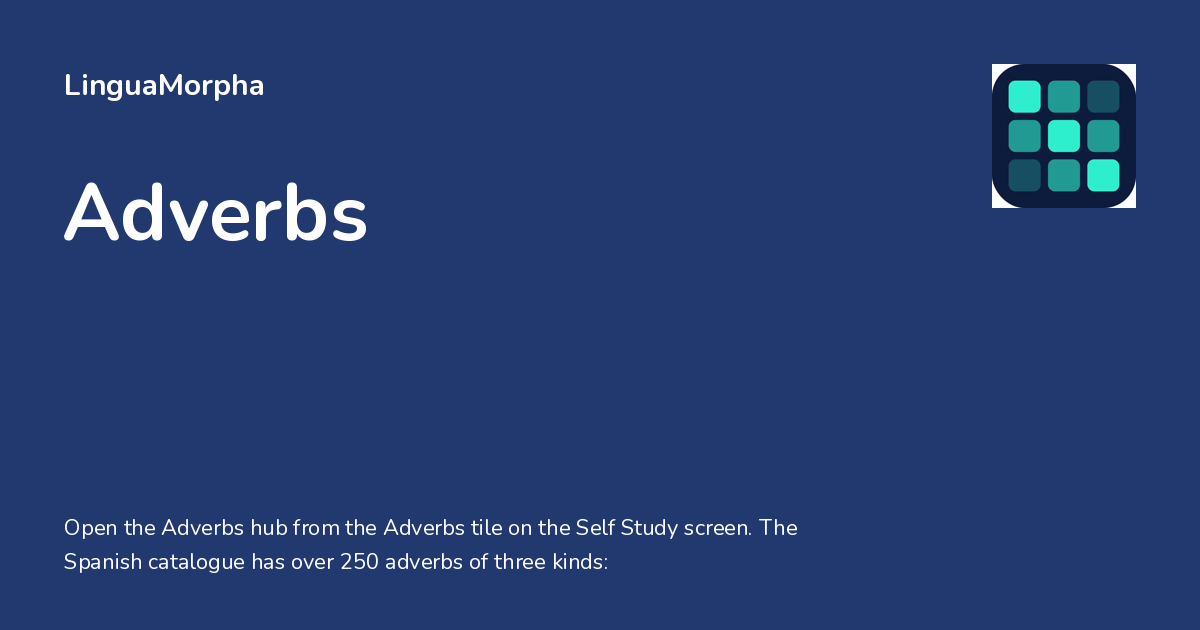 LinguaMorpha
Adverbs
Open the Adverbs hub from the Adverbs tile on the Self Study screen. The
Spanish catalogue has over 250 adverbs of three kinds: